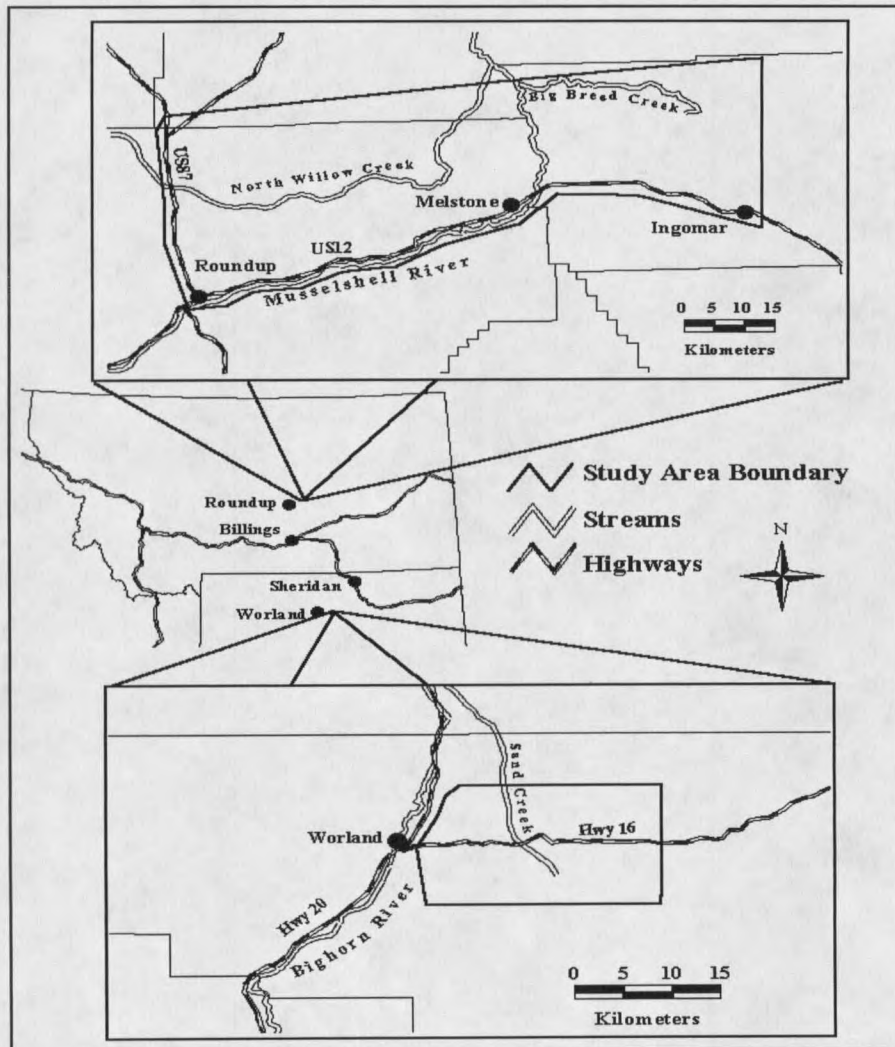 Big Breed Creek
US87
North Willow Creek
Melstone
Ingomar
US12
Roundup
Musselshell River
0 5 10 15
Kilometers
Roundup
Billings
Sheridan
Worland
Study Area Boundary
Streams
Highways
N
Sand Creek
Worland
Hwy 16
Hwy 20
Bighorn River
0 5 10 15
Kilometers